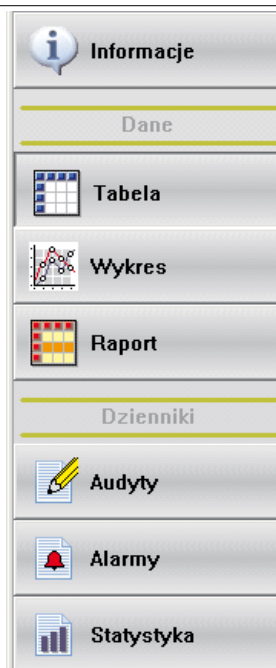 Informacje
Dane
Tabela
Wykres
Raport
Dzienniki
Audyty
Alarmy
Statystyka